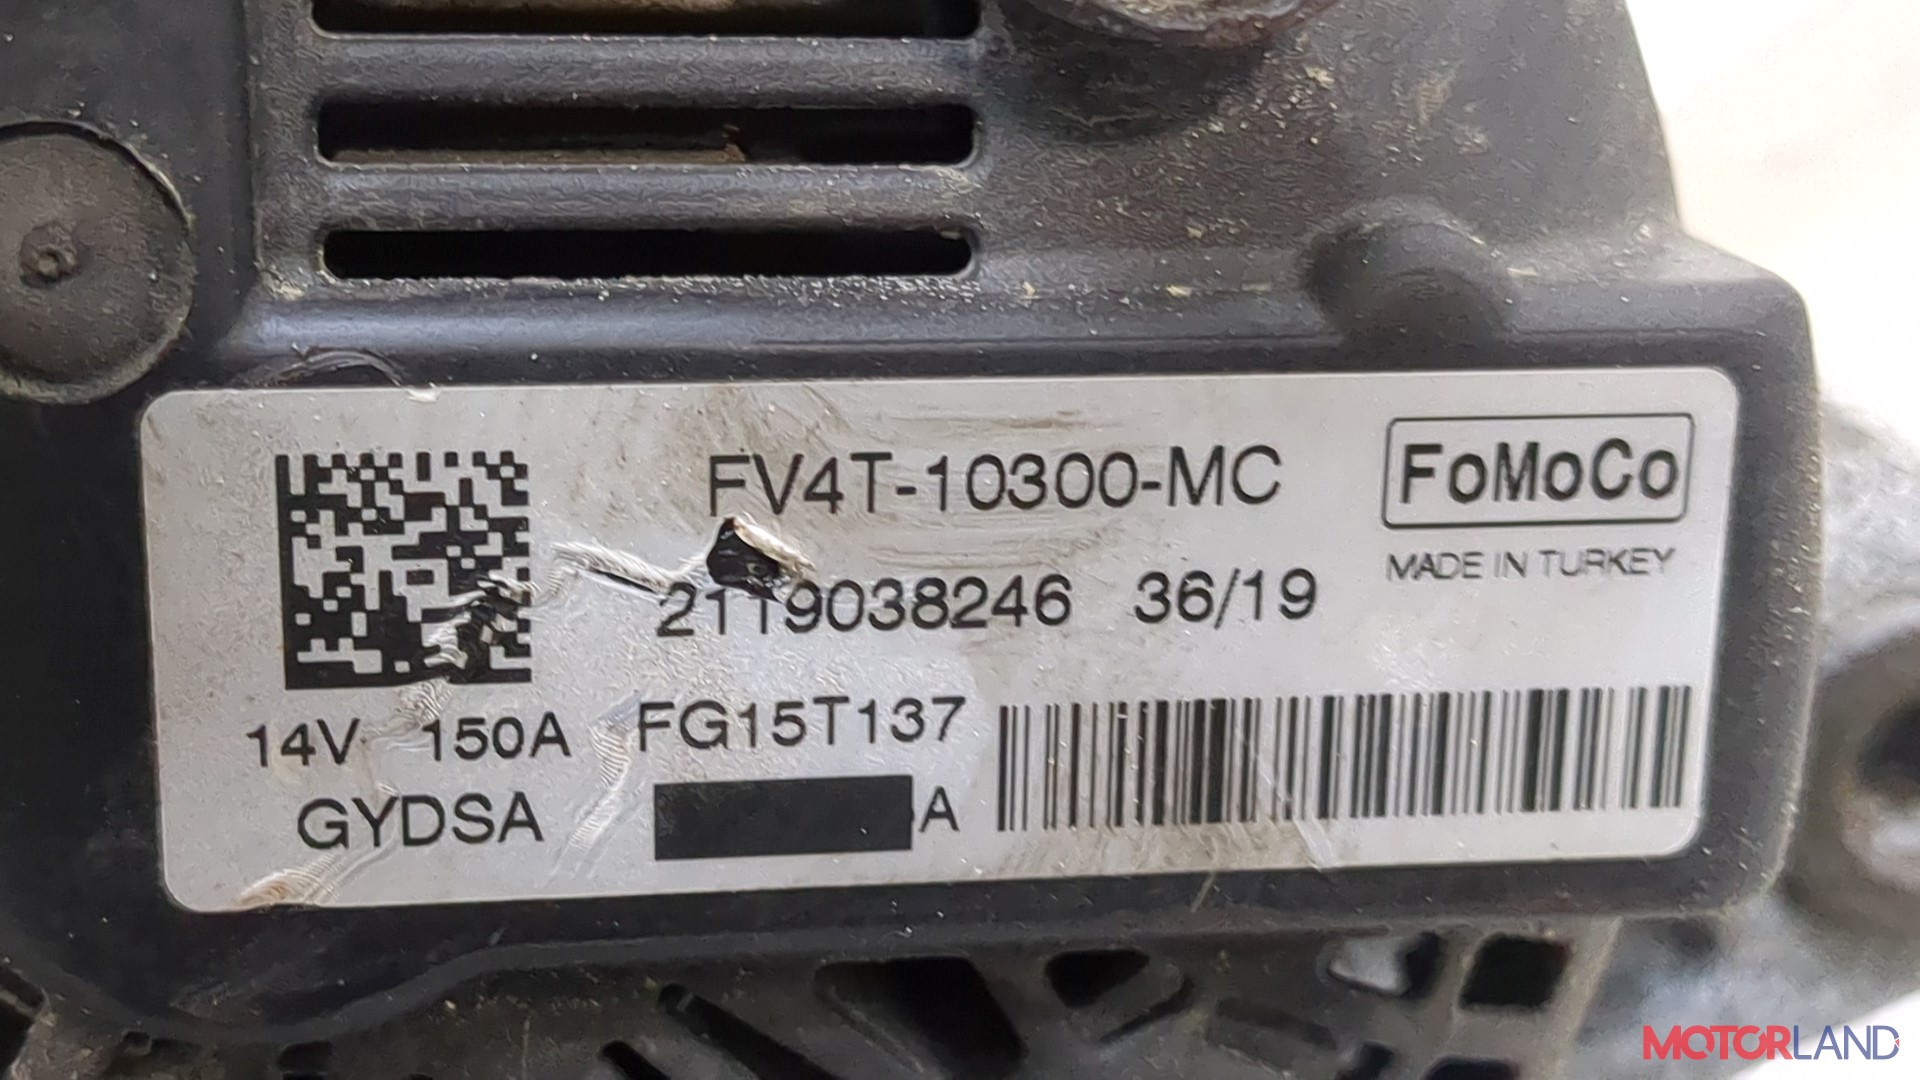 FV4T-10300-MC
FoMoCo
MADE IN TURKEY
2119038246 36/19
14V 150A FG15T137
GYDSA A
MOTORLAND